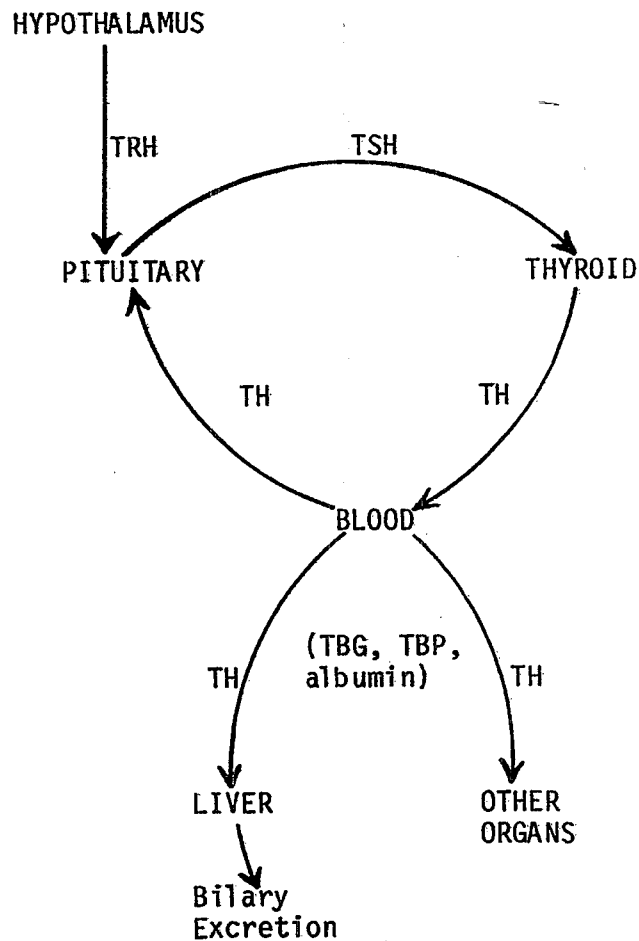 HYPOTHALAMUS
TRH
TSH
PITUITARY
THYROID
TH
TH
BLOOD
(TBG, TBP,
albumin)
TH
TH
LIVER
OTHER
ORGANS
Bilary
Excretion